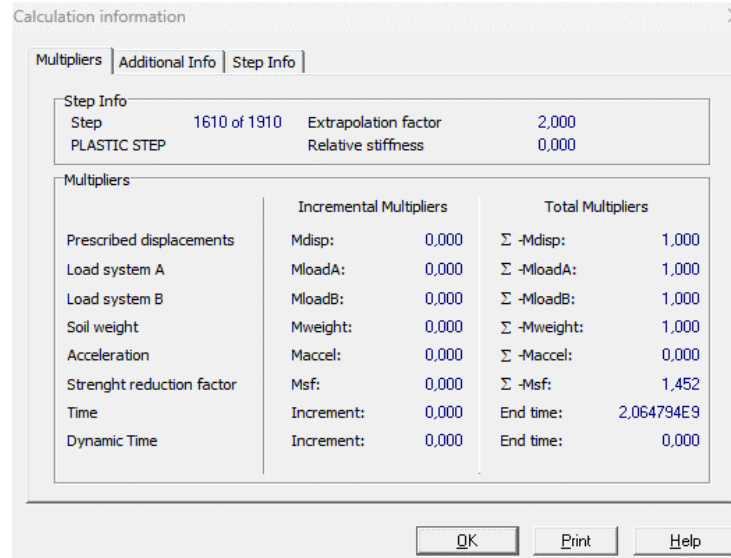 Calculation information
Multipliers Additional Info Step Info
Step Info
Step 1610 of 1910 Extrapolation factor 2,000
PLASTIC STEP Relative stiffness 0,000
Multipliers
Incremental Multipliers Total Multipliers
Prescribed displacements Mdisp: 0,000 Σ -Mdisp: 1,000
Load system A MloadA: 0,000 Σ -MloadA: 1,000
Load system B MloadB: 0,000 Σ -MloadB: 1,000
Soil weight Mweight: 0,000 Σ -Mweight: 1,000
Acceleration Maccel: 0,000 Σ -Maccel: 0,000
Strenght reduction factor Msf: 0,000 Σ -Msf: 1,452
Time Increment: 0,000 End time: 2,064794E9
Dynamic Time Increment: 0,000 End time: 0,000
OK Print Help